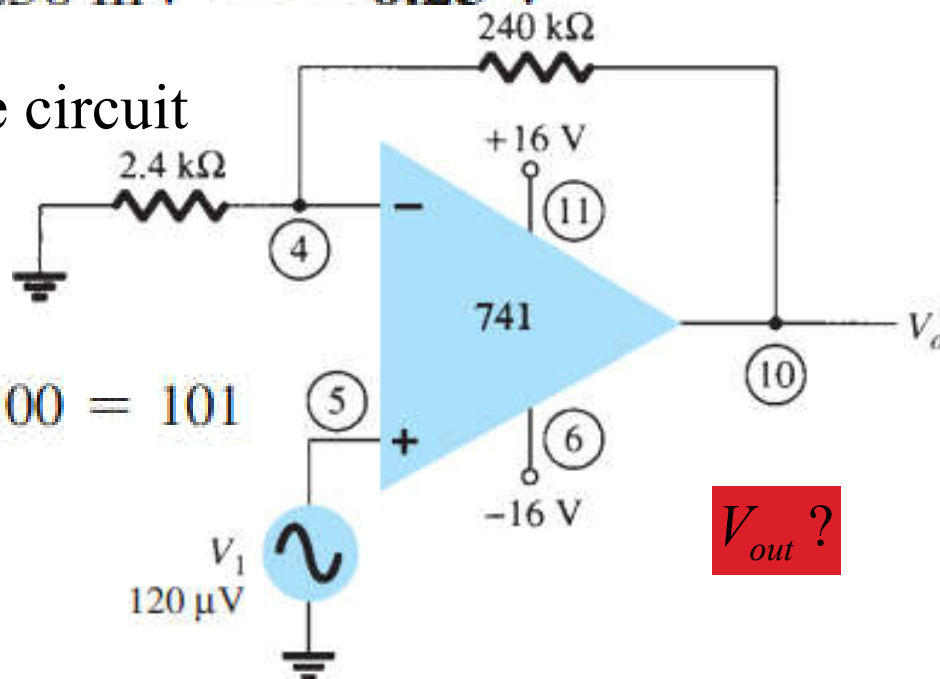 240 kΩ
e circuit
+16 V
2.4 kΩ
11
−
4
741
00 = 101
5
10
+
6
−16 V
V_out ?
V₁
120 μV